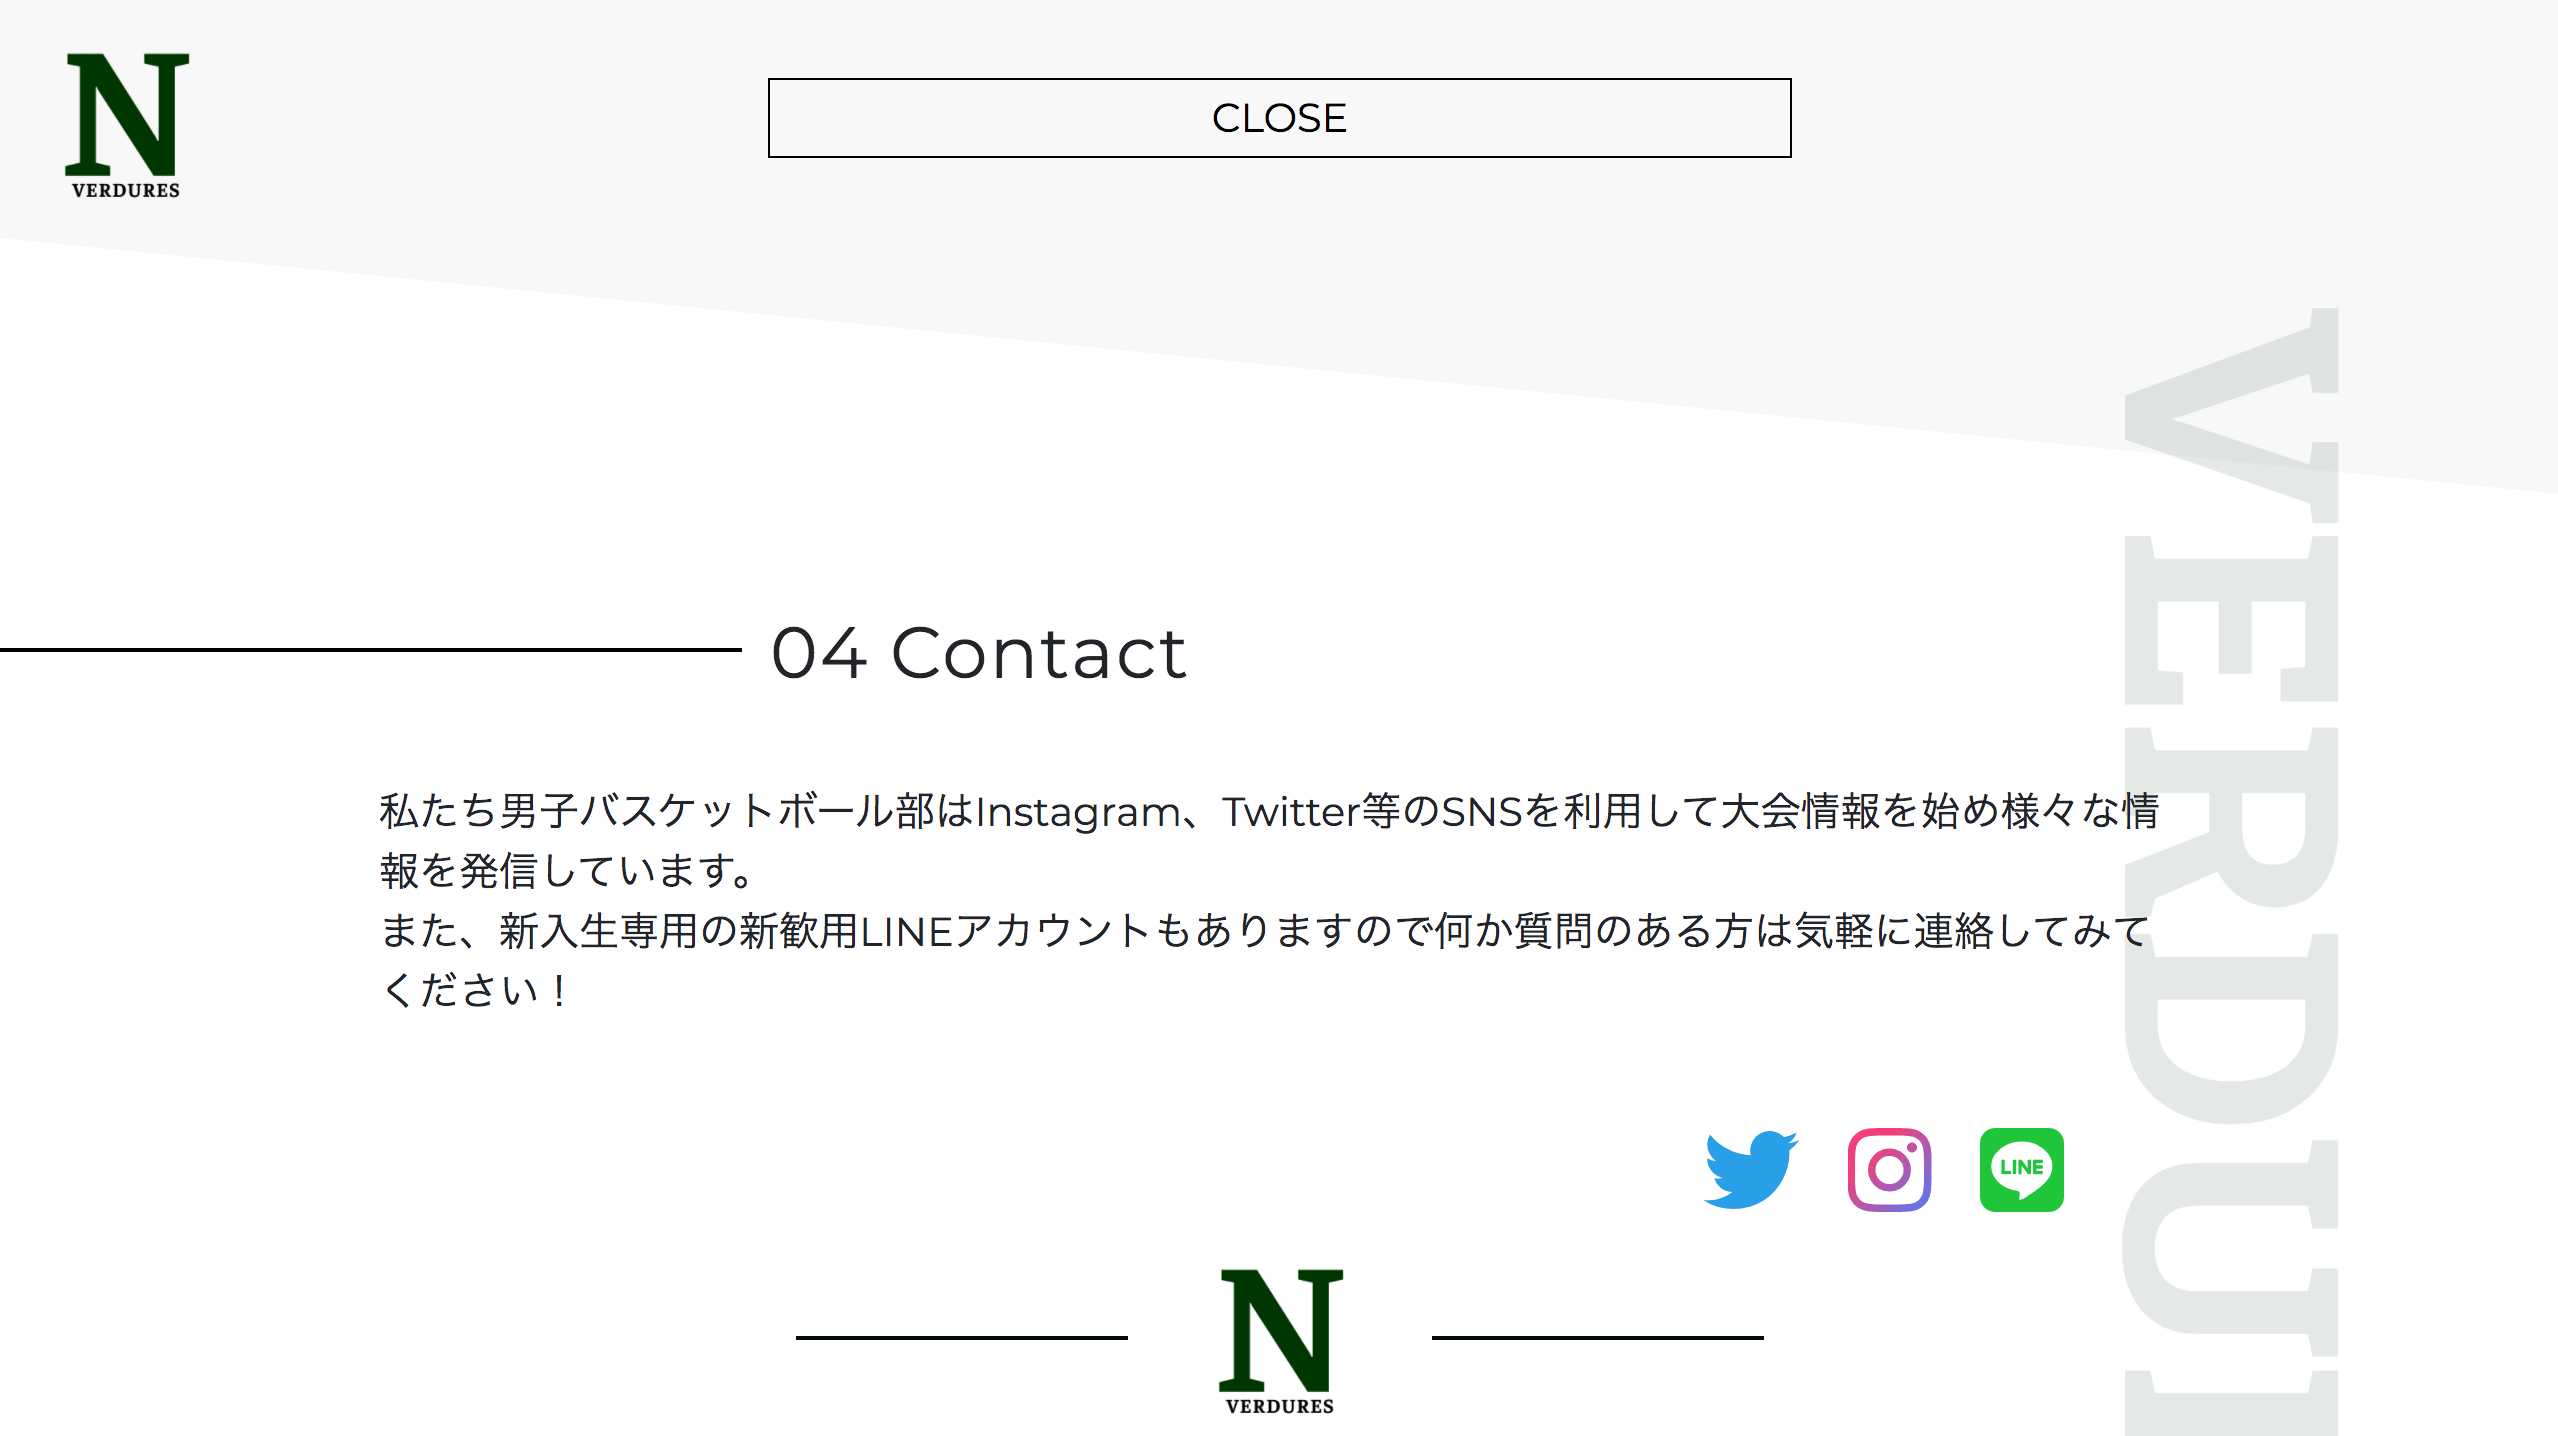 N
VERDURES
CLOSE
04 Contact
私たち男子バスケットボール部はInstagram、Twitter等のSNSを利用して大会情報を始め様々な情
報を発信しています。
また、新入生専用の新歓用LINEアカウントもありますので何か質問のある方は気軽に連絡してみて
ください！
LINE
N
VERDURES
VERDU